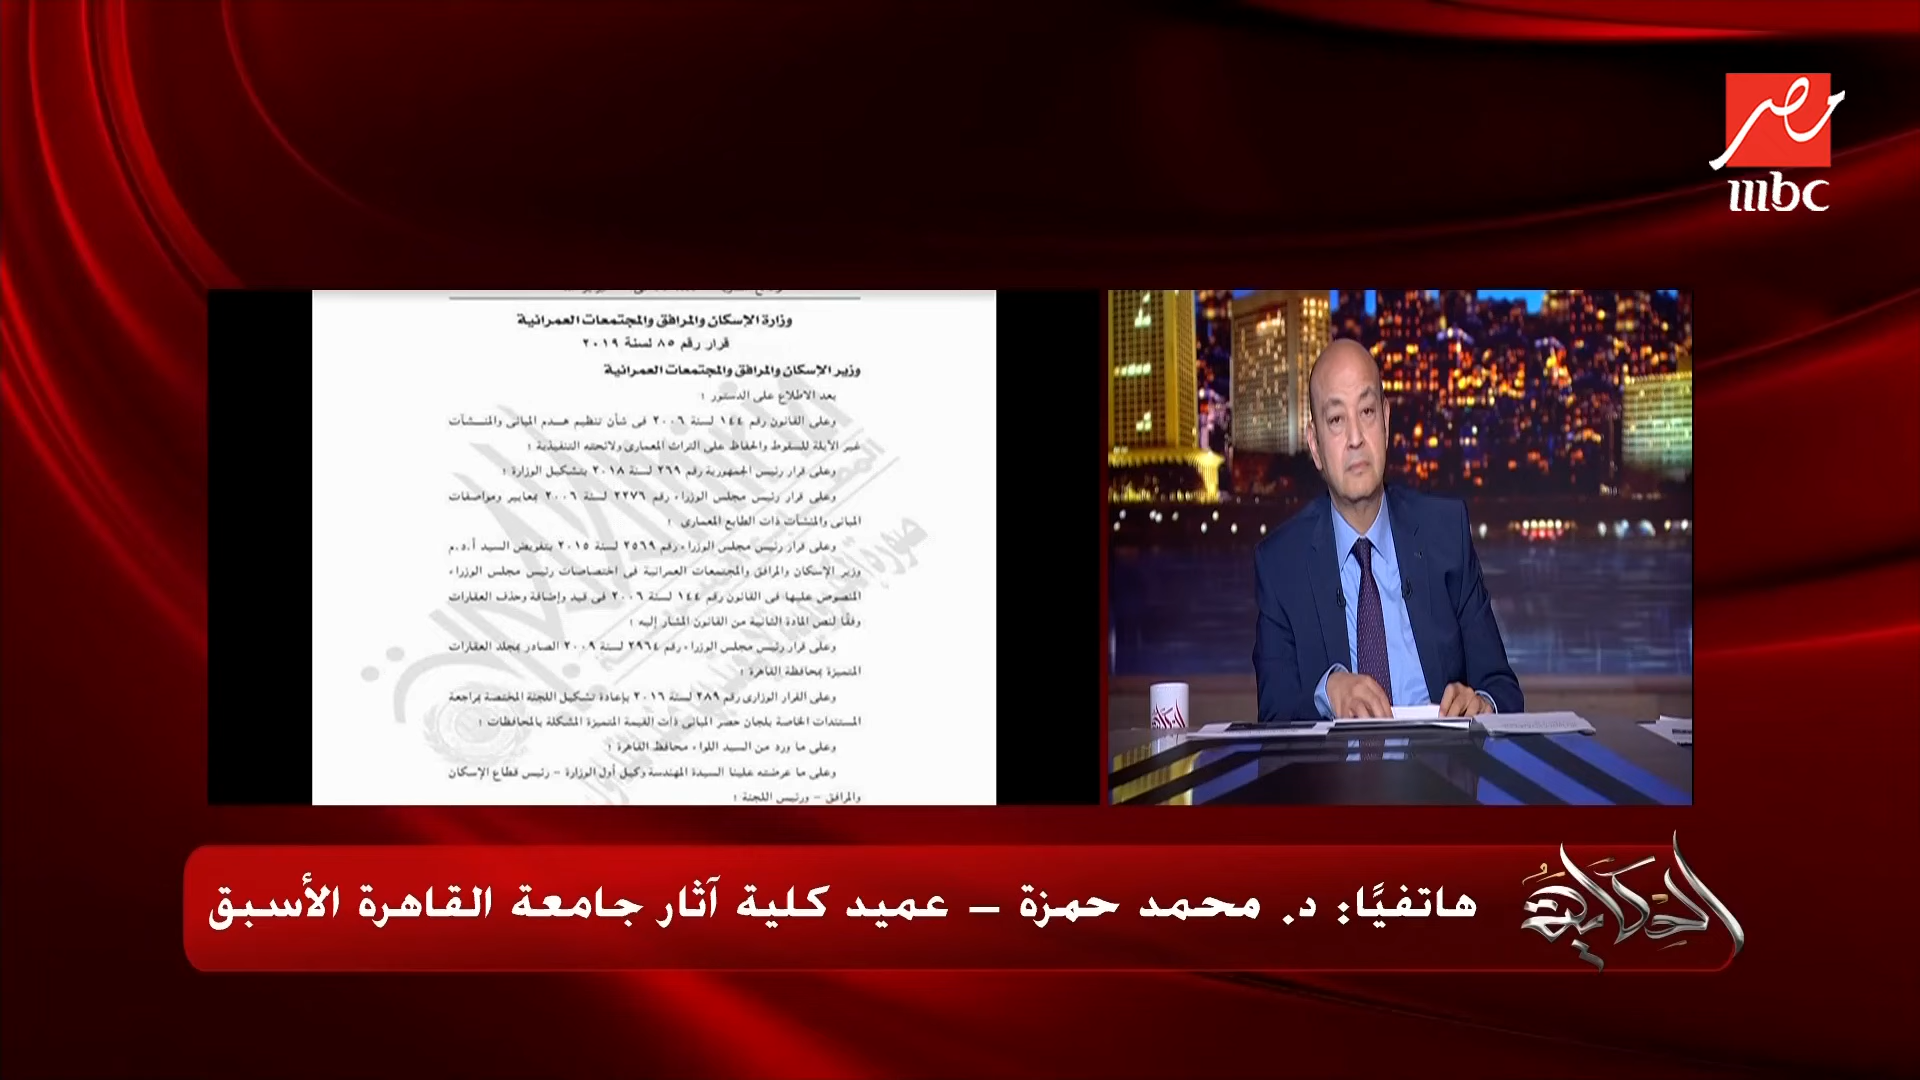 مصر
mbc
وزارة الإسكان والمرافق والمجتمعات العمرانية
قرار رقم ٨٥ لسنة ٢٠١٩
وزير الإسكان والمرافق والمجتمعات العمرانية
بعد الاطلاع على الدستور ؛
وعلى القانون رقم ١٤٤ لسنة ٢٠٠٦ فى شأن تنظيم هدم المبانى والمنشآت
غير الآيلة للسقوط والحفاظ على التراث المعمارى ولائحته التنفيذية ؛
وعلى قرار رئيس الجمهورية رقم ٢٦٩ لسنة ٢٠١٨ بتشكيل الوزارة ؛
وعلى قرار رئيس مجلس الوزراء رقم ٢٢٧٦ لسنة ٢٠٠٦ بمعايير ومواصفات
المبانى والمنشآت ذات الطابع المعمارى ؛
وعلى قرار رئيس مجلس الوزراء رقم ٢٥٦٩ لسنة ٢٠١٥ بتفويض السيد أ.د.م
وزير الإسكان والمرافق والمجتمعات العمرانية فى اختصاصات رئيس مجلس الوزراء
المنصوص عليها فى القانون رقم ١٤٤ لسنة ٢٠٠٦ فى قيد وإضافة وحذف العقارات
وفقًا لنص المادة الثانية من القانون المشار إليه ؛
وعلى قرار رئيس مجلس الوزراء رقم ٢٩٦٤ لسنة ٢٠٠٩ الصادر بمجلد العقارات
المتميزة بمحافظة القاهرة ؛
وعلى القرار الوزارى رقم ٢٨٩ لسنة ٢٠١٦ بإعادة تشكيل اللجنة المختصة بمراجعة
المستندات الخاصة بلجان حصر المبانى ذات القيمة المتميزة المشكلة بالمحافظات ؛
وعلى ما ورد من السيد اللواء محافظ القاهرة ؛
وعلى ما عرضته علينا السيدة المهندسة وكيل أول الوزارة – رئيس قطاع الإسكان
والمرافق – ورئيس اللجنة ؛
الحكاية
هاتفيًا: د. محمد حمزة – عميد كلية آثار جامعة القاهرة الأسبق